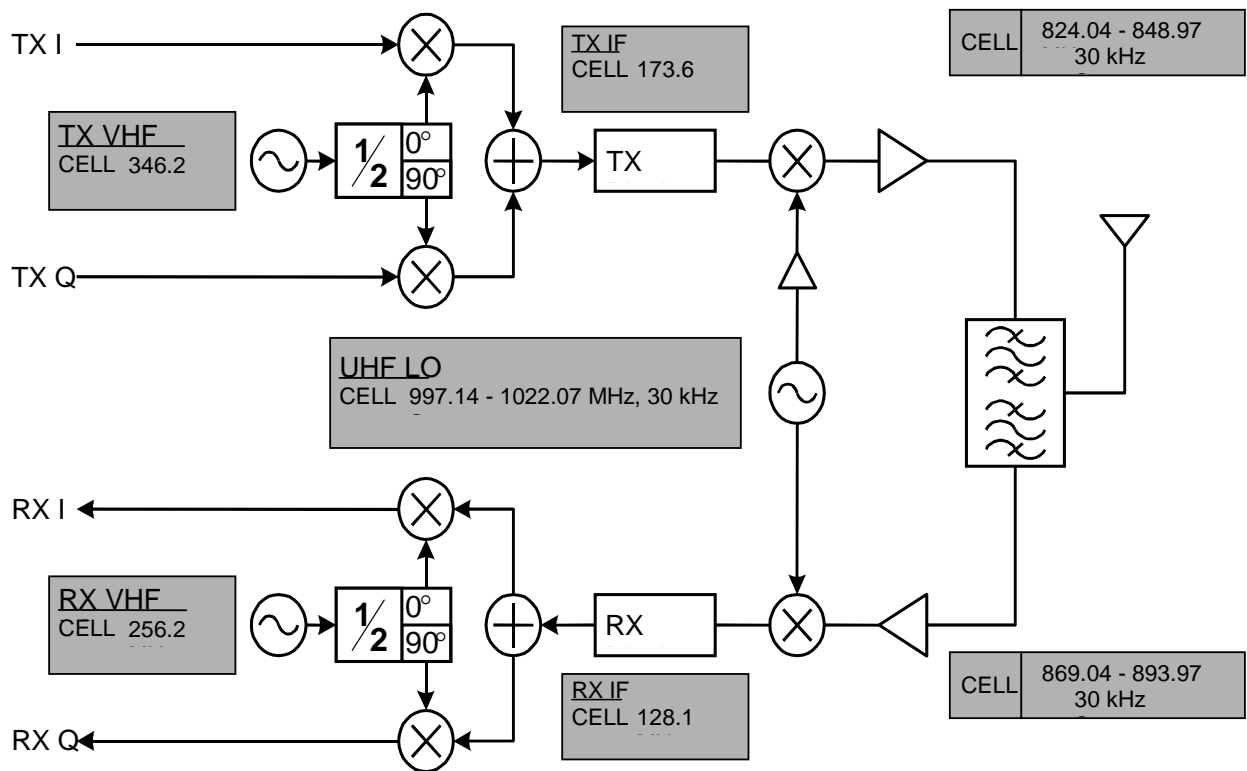 TX I
TX IF
CELL 173.6
CELL 824.04 - 848.97
30 kHz
TX VHF
CELL 346.2
1/2
0°
90°
TX
TX Q
UHF LO
CELL 997.14 - 1022.07 MHz, 30 kHz
RX I
RX VHF
CELL 256.2
1/2
0°
90°
RX
RX IF
CELL 128.1
CELL 869.04 - 893.97
30 kHz
RX Q